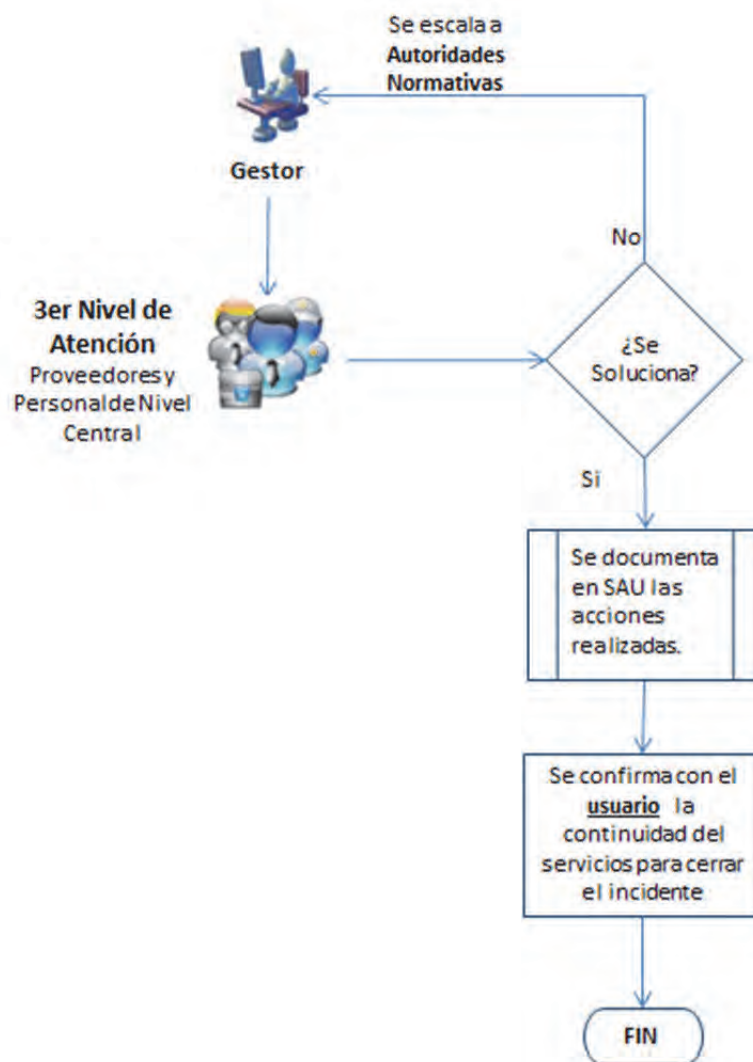 Se escala a
Autoridades
Normativas
Gestor
No
3er Nivel de
Atención
Proveedores y
Personal de Nivel
Central
¿Se
Soluciona?
Si
Se documenta
en SAU las
acciones
realizadas.
Se confirma con el
usuario la
continuidad del
servicios para cerrar
el incidente
FIN